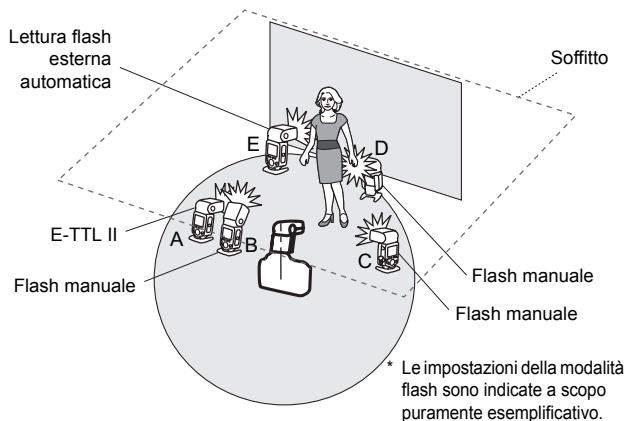 Lettura flash
esterna
automatica
Soffitto
E
D
E-TTL II
A
B
C
Flash manuale
Flash manuale
Flash manuale
* Le impostazioni della modalità
flash sono indicate a scopo
puramente esemplificativo.